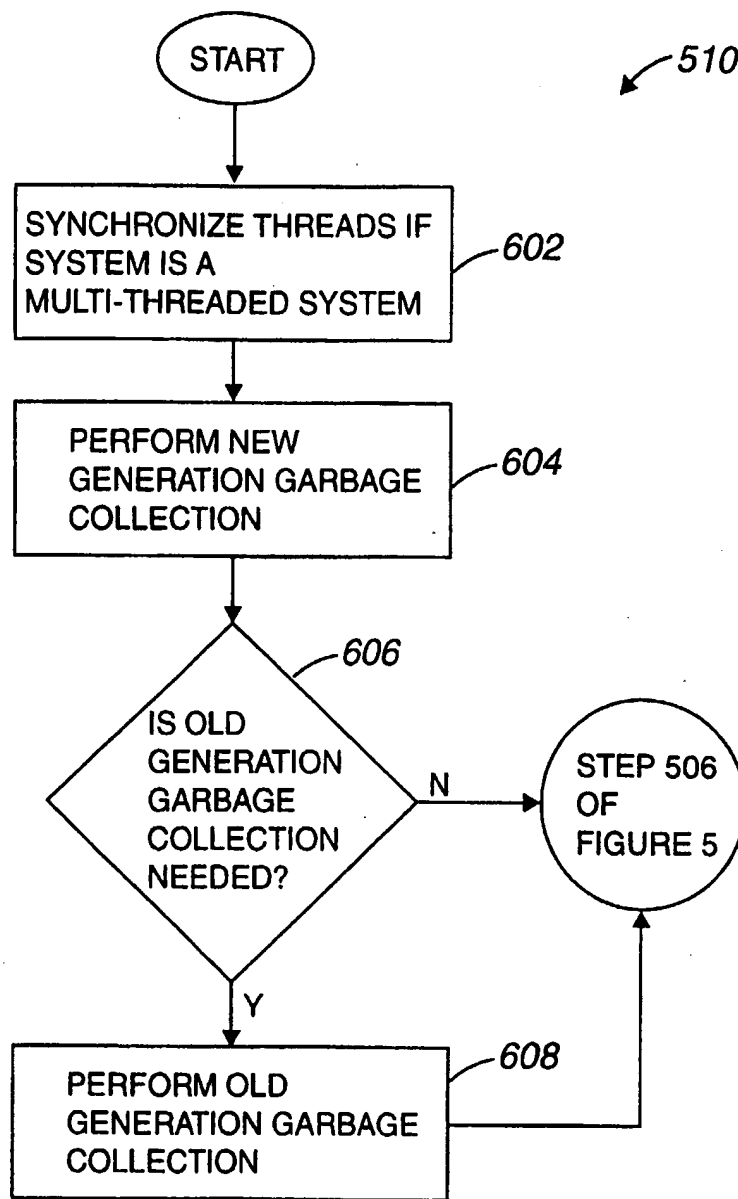 START
510
SYNCHRONIZE THREADS IF
SYSTEM IS A
MULTI-THREADED SYSTEM
602
PERFORM NEW
GENERATION GARBAGE
COLLECTION
604
606
IS OLD
GENERATION
GARBAGE
COLLECTION
NEEDED?
N
STEP 506
OF
FIGURE 5
Y
608
PERFORM OLD
GENERATION GARBAGE
COLLECTION